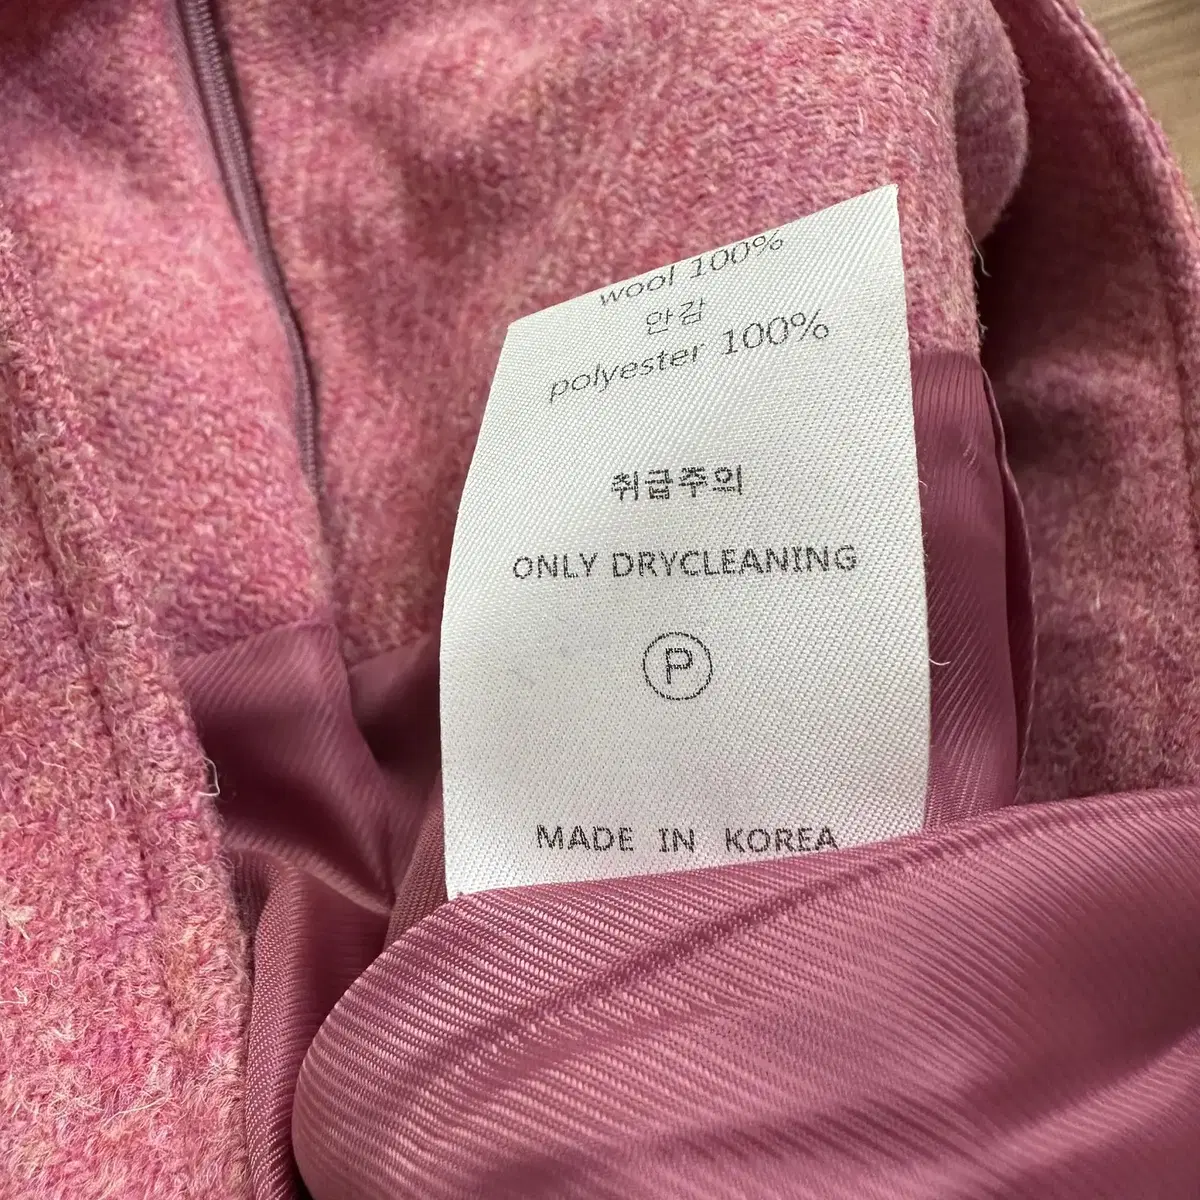 wool 100%
안감
polyester 100%
취급주의
ONLY DRYCLEANING
P
MADE IN KOREA